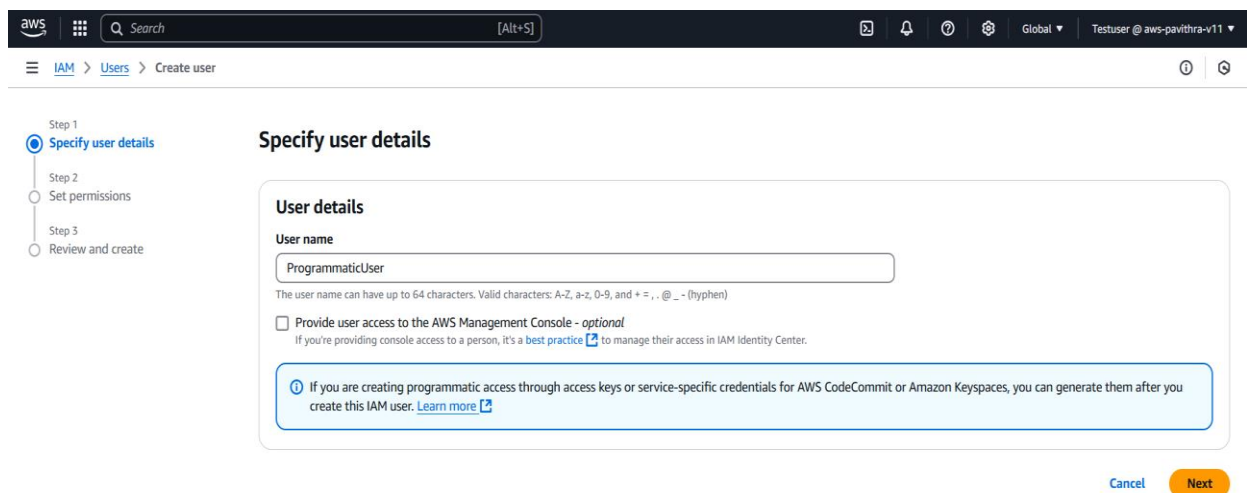 aws
Search [Alt+S]
Global ▼
Testuser @ aws-pavithra-v11 ▼
IAM > Users > Create user
Step 1
Specify user details
Step 2
Set permissions
Step 3
Review and create
Specify user details
User details
User name
ProgrammaticUser
The user name can have up to 64 characters. Valid characters: A-Z, a-z, 0-9, and + = , . @ _ - (hyphen)
Provide user access to the AWS Management Console - optional
If you're providing console access to a person, it's a best practice to manage their access in IAM Identity Center.
If you are creating programmatic access through access keys or service-specific credentials for AWS CodeCommit or Amazon Keyspaces, you can generate them after you
create this IAM user. Learn more
Cancel
Next